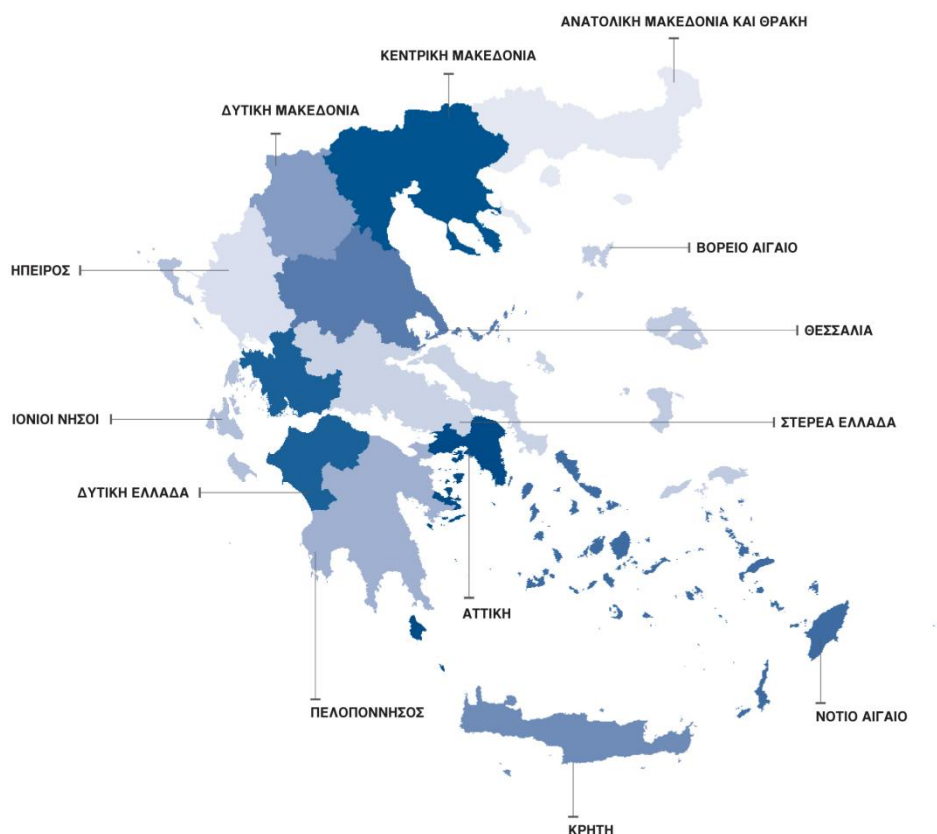 ΑΝΑΤΟΛΙΚΗ ΜΑΚΕΔΟΝΙΑ ΚΑΙ ΘΡΑΚΗ
ΚΕΝΤΡΙΚΗ ΜΑΚΕΔΟΝΙΑ
ΔΥΤΙΚΗ ΜΑΚΕΔΟΝΙΑ
ΒΟΡΕΙΟ ΑΙΓΑΙΟ
ΗΠΕΙΡΟΣ
ΘΕΣΣΑΛΙΑ
ΙΟΝΙΟΙ ΝΗΣΟΙ
ΣΤΕΡΕΑ ΕΛΛΑΔΑ
ΔΥΤΙΚΗ ΕΛΛΑΔΑ
ΑΤΤΙΚΗ
ΠΕΛΟΠΟΝΝΗΣΟΣ
ΝΟΤΙΟ ΑΙΓΑΙΟ
ΚΡΗΤΗ